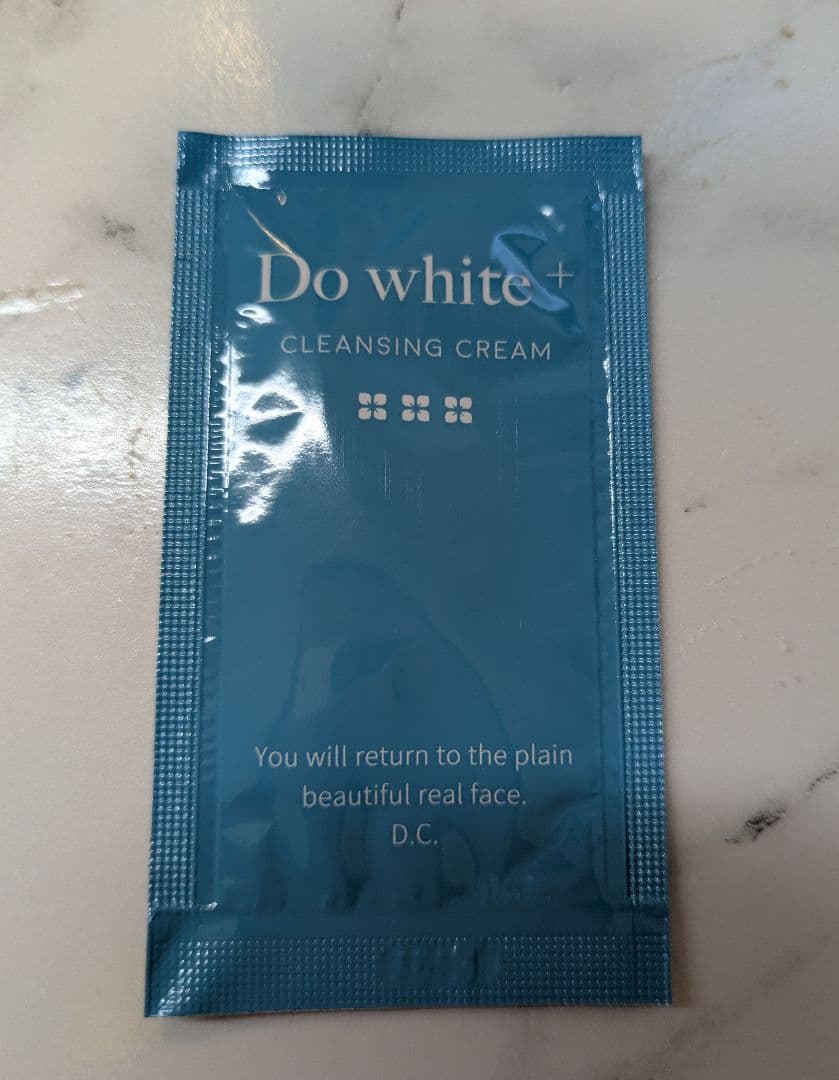 Do white +
CLEANSING CREAM
You will return to the plain
beautiful real face.
D.C.